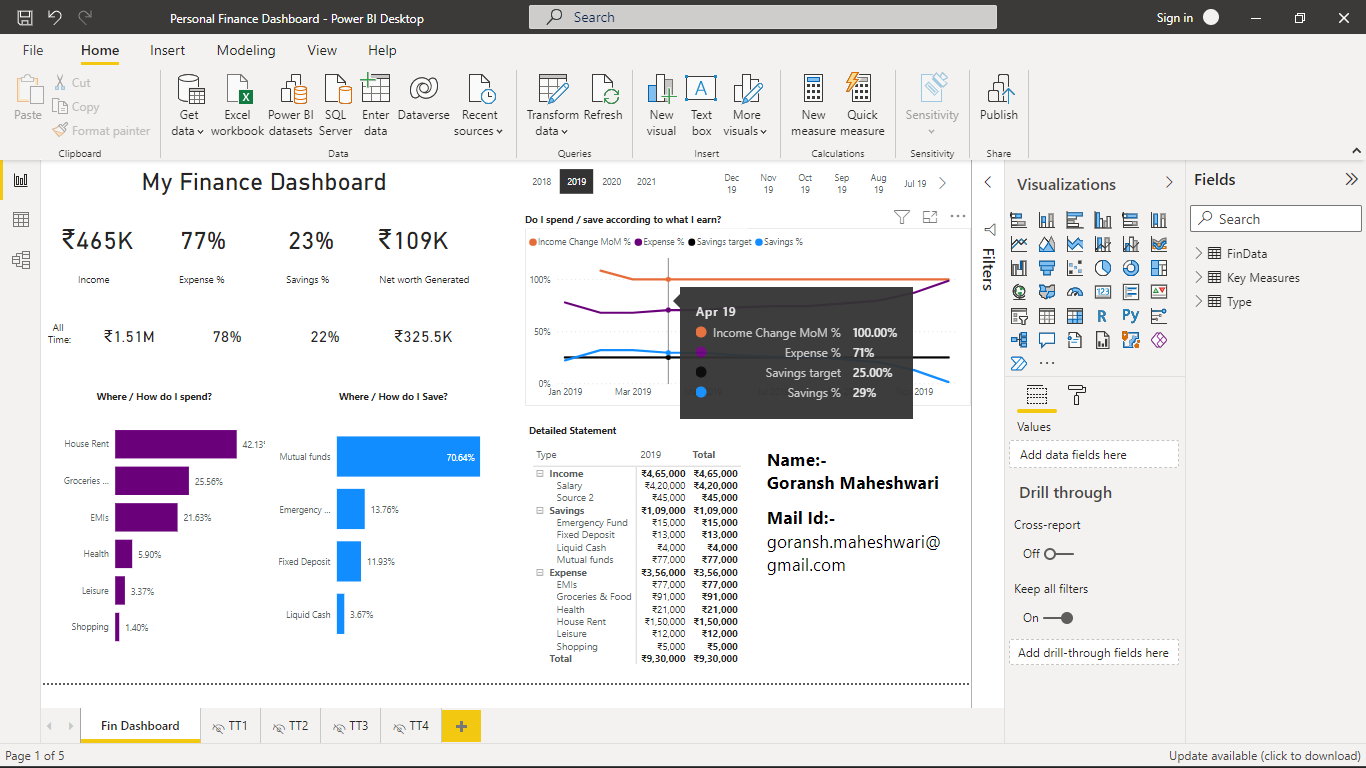 Personal Finance Dashboard - Power BI Desktop
Search
Sign in
File Home Insert Modeling View Help
Paste
Cut
Copy
Format painter
Clipboard
Get data
Excel workbook
Power BI datasets
SQL Server
Enter data
Dataverse
Recent sources
Data
Transform data
Refresh
Queries
New visual
Text box
More visuals
Insert
New measure
Quick measure
Calculations
Sensitivity
Sensitivity
Publish
Share
My Finance Dashboard
2018 2019 2020 2021
Dec 19 Nov 19 Oct 19 Sep 19 Aug 19 Jul 19
₹465K 77% 23% ₹109K
Income Expense % Savings % Net worth Generated
All Time: ₹1.51M 78% 22% ₹325.5K
Do I spend / save according to what I earn?
Income Change MoM % Expense % Savings target Savings %
100%
50%
0%
Jan 2019 Mar 2019 2019
Apr 19
Income Change MoM % 100.00%
Expense % 71%
Savings target 25.00%
Savings % 29%
Where / How do I spend?
House Rent 42.13%
Groceries ... 25.56%
EMIs 21.63%
Health 5.90%
Leisure 3.37%
Shopping 1.40%
Where / How do I Save?
Mutual funds 70.64%
Emergency ... 13.76%
Fixed Deposit 11.93%
Liquid Cash 3.67%
Detailed Statement
Type 2019 Total
Income ₹4,65,000 ₹4,65,000
Salary ₹4,20,000 ₹4,20,000
Source 2 ₹45,000 ₹45,000
Savings ₹1,09,000 ₹1,09,000
Emergency Fund ₹15,000 ₹15,000
Fixed Deposit ₹13,000 ₹13,000
Liquid Cash ₹4,000 ₹4,000
Mutual funds ₹77,000 ₹77,000
Expense ₹3,56,000 ₹3,56,000
EMIs ₹77,000 ₹77,000
Groceries & Food ₹91,000 ₹91,000
Health ₹21,000 ₹21,000
House Rent ₹1,50,000 ₹1,50,000
Leisure ₹12,000 ₹12,000
Shopping ₹5,000 ₹5,000
Total ₹9,30,000 ₹9,30,000
Name:-
Goransh Maheshwari
Mail Id:-
goransh.maheshwari@
gmail.com
Filters
Visualizations
123
R Py
Values
Add data fields here
Drill through
Cross-report
Off
Keep all filters
On
Add drill-through fields here
Fields
Search
FinData
Key Measures
Type
Fin Dashboard TT1 TT2 TT3 TT4
Page 1 of 5
Update available (click to download)